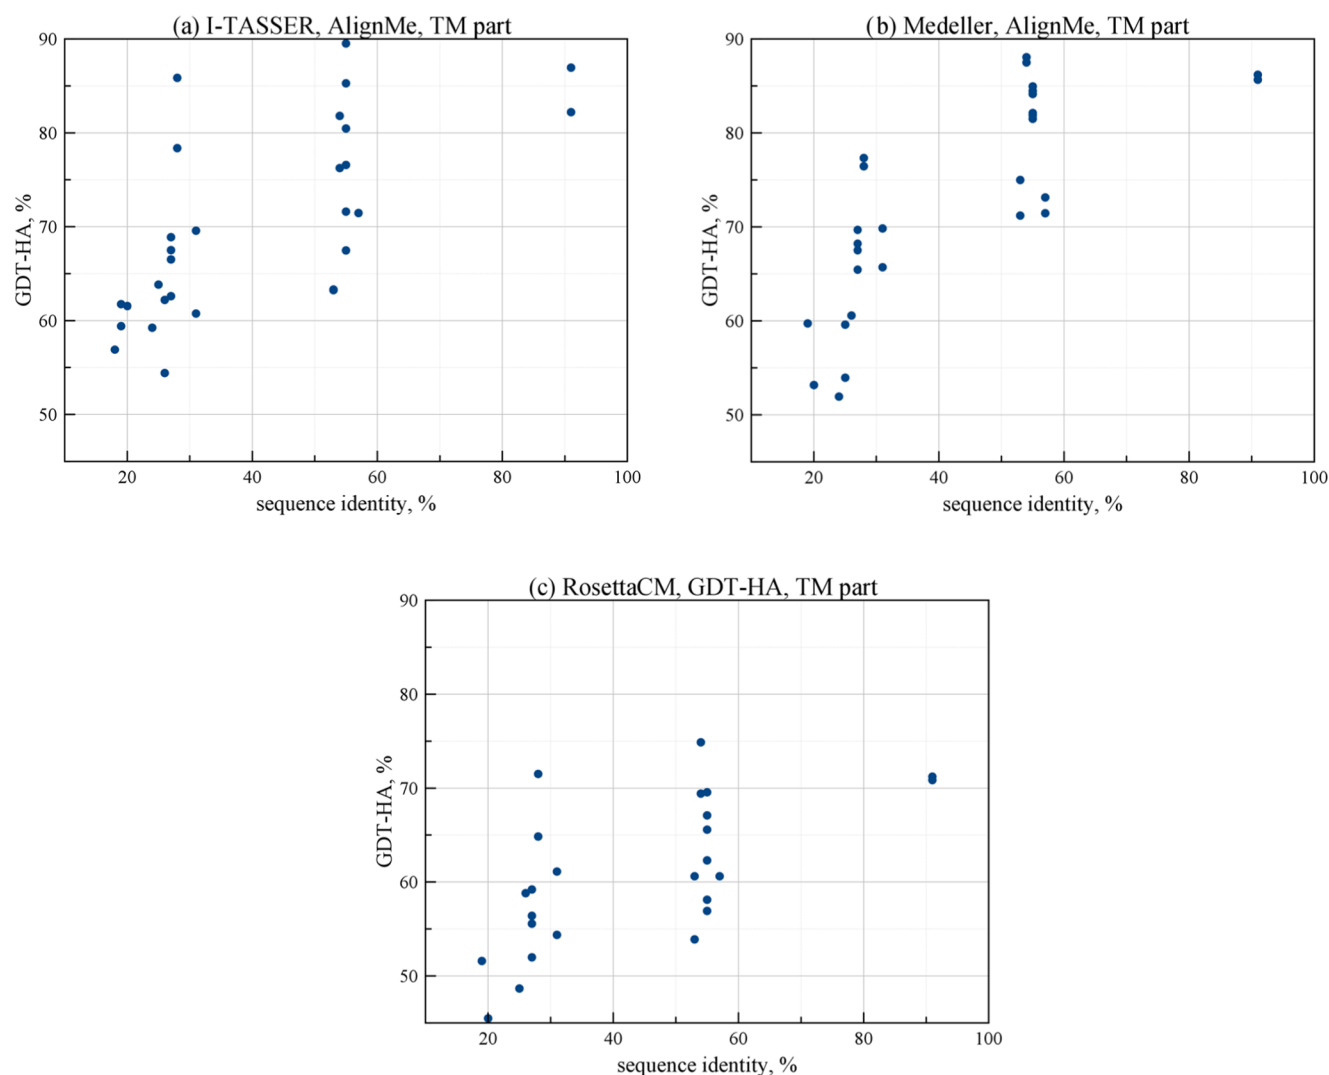 (a) I-TASSER, AlignMe, TM part
90
80
70
60
50
GDT-HA, %
20 40 60 80 100
sequence identity, %
(b) Medeller, AlignMe, TM part
90
80
70
60
50
GDT-HA, %
20 40 60 80 100
sequence identity, %
(c) RosettaCM, GDT-HA, TM part
90
80
70
60
50
GDT-HA, %
20 40 60 80 100
sequence identity, %